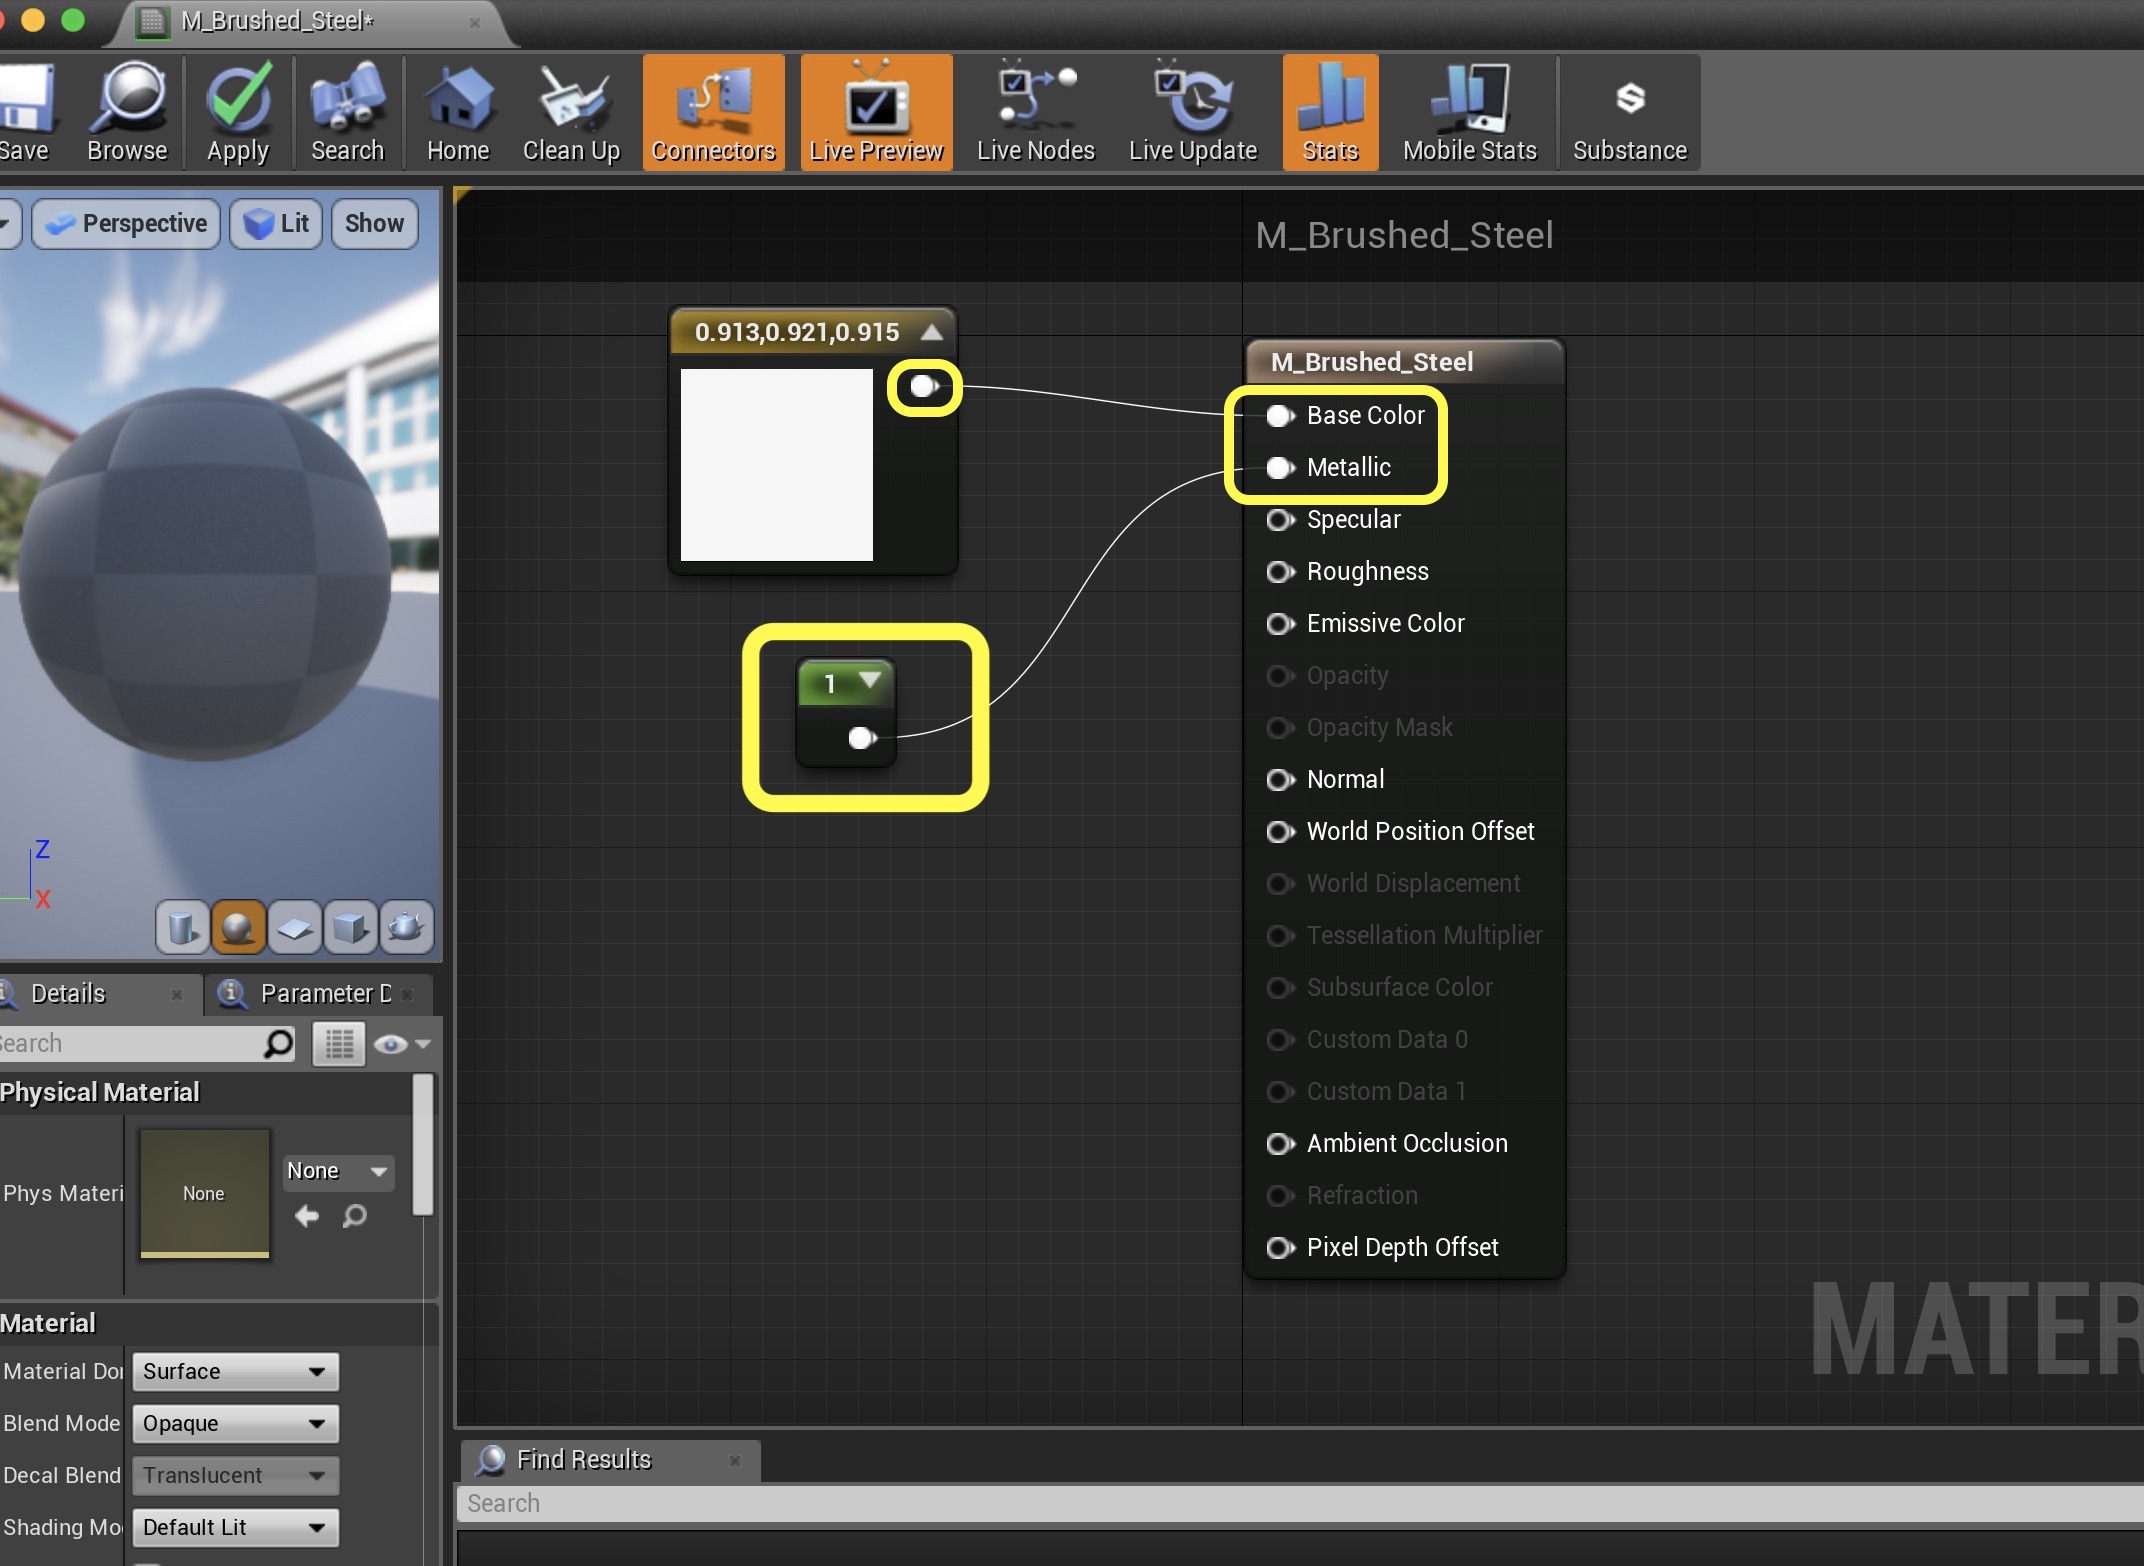 M_Brushed_Steel*
Save
Browse
Apply
Search
Home
Clean Up
Connectors
Live Preview
Live Nodes
Live Update
Stats
Mobile Stats
Substance
Perspective
Lit
Show
M_Brushed_Steel
0.913,0.921,0.915
M_Brushed_Steel
Base Color
Metallic
Specular
Roughness
Emissive Color
Opacity
Opacity Mask
Normal
World Position Offset
World Displacement
Tessellation Multiplier
Subsurface Color
Custom Data 0
Custom Data 1
Ambient Occlusion
Refraction
Pixel Depth Offset
1
Z
X
MATER
Details
Parameter D
Search
Physical Material
Phys Materi
None
None
Material
Material Dor
Surface
Blend Mode
Opaque
Decal Blend
Translucent
Shading Mo
Default Lit
Find Results
Search